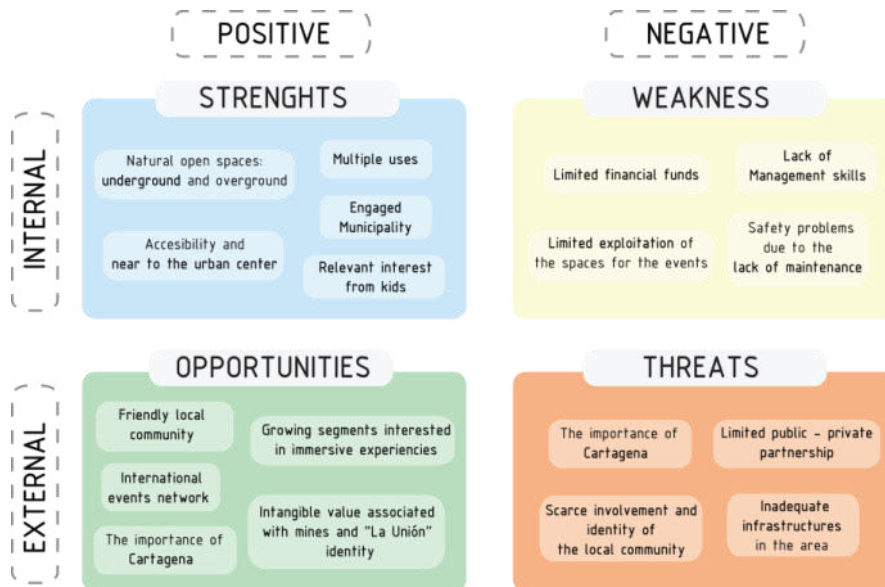 POSITIVE
NEGATIVE
INTERNAL
STRENGHTS
Natural open spaces:
underground and overground
Multiple uses
Engaged
Municipality
Accesibility and
near to the urban center
Relevant interest
from kids
WEAKNESS
Limited financial funds
Lack of
Management skills
Limited exploitation of
the spaces for the events
Safety problems
due to the
lack of maintenance
EXTERNAL
OPPORTUNITIES
Friendly local
community
Growing segments interested
in immersive experiencies
International
events network
Intangible value associated
with mines and "La Unión"
identity
The importance of
Cartagena
THREATS
The importance of
Cartagena
Limited public - private
partnership
Scarce involvement and
identity of
the local community
Inadequate
infrastructures
in the area